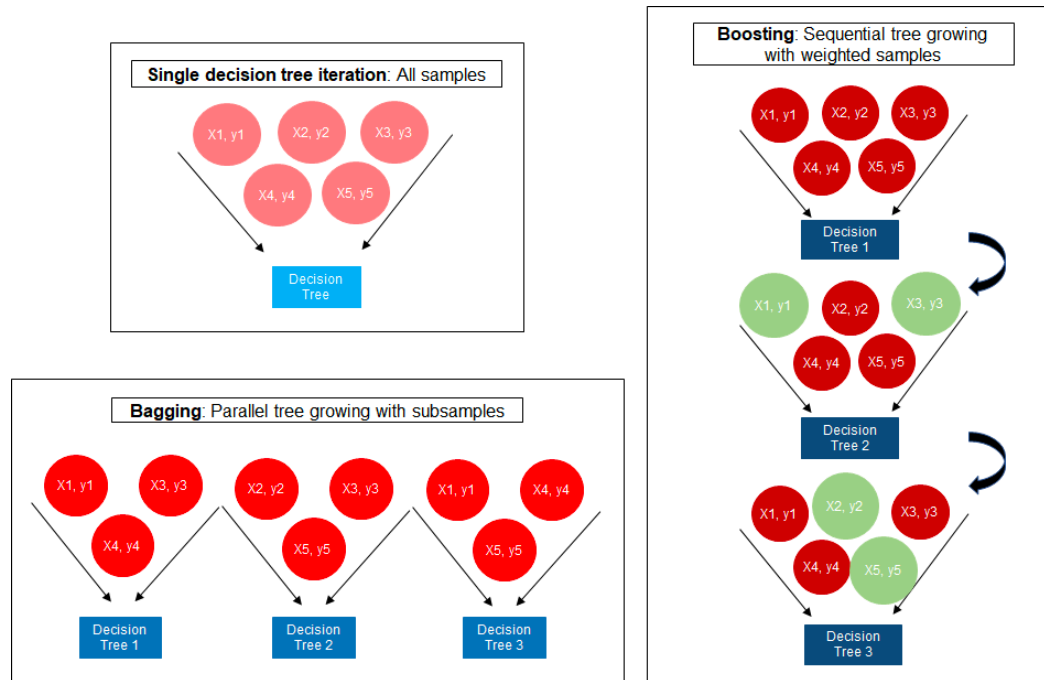 Single decision tree iteration: All samples
X1, y1
X2, y2
X3, y3
X4, y4
X5, y5
Decision
Tree
Bagging: Parallel tree growing with subsamples
X1, y1
X3, y3
X4, y4
Decision
Tree 1
X2, y2
X3, y3
X5, y5
Decision
Tree 2
X1, y1
X4, y4
X5, y5
Decision
Tree 3
Boosting: Sequential tree growing
with weighted samples
X1, y1
X2, y2
X3, y3
X4, y4
X5, y5
Decision
Tree 1
X1, y1
X2, y2
X3, y3
X4, y4
X5, y5
Decision
Tree 2
X1, y1
X2, y2
X3, y3
X4, y4
X5, y5
Decision
Tree 3